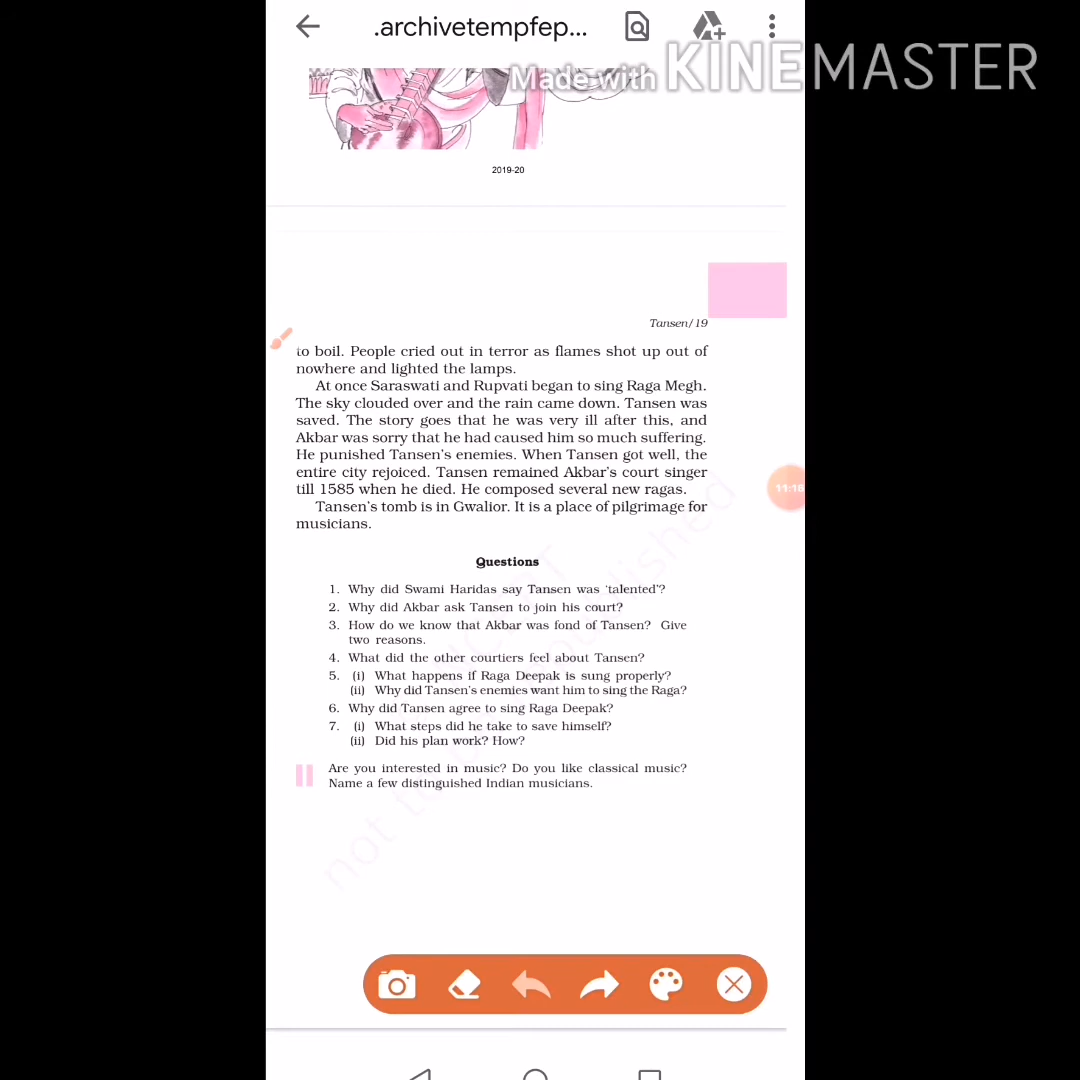 .archivetempfep...
Made with KINEMASTER
2019-20
Tansen/19
to boil. People cried out in terror as flames shot up out of
nowhere and lighted the lamps.
At once Saraswati and Rupvati began to sing Raga Megh.
The sky clouded over and the rain came down. Tansen was
saved. The story goes that he was very ill after this, and
Akbar was sorry that he had caused him so much suffering.
He punished Tansen's enemies. When Tansen got well, the
entire city rejoiced. Tansen remained Akbar's court singer
till 1585 when he died. He composed several new ragas.
11:16
Tansen's tomb is in Gwalior. It is a place of pilgrimage for
musicians.
Questions
1. Why did Swami Haridas say Tansen was 'talented'?
2. Why did Akbar ask Tansen to join his court?
3. How do we know that Akbar was fond of Tansen? Give
two reasons.
4. What did the other courtiers feel about Tansen?
5. (i) What happens if Raga Deepak is sung properly?
(ii) Why did Tansen's enemies want him to sing the Raga?
6. Why did Tansen agree to sing Raga Deepak?
7. (i) What steps did he take to save himself?
(ii) Did his plan work? How?
Are you interested in music? Do you like classical music?
Name a few distinguished Indian musicians.